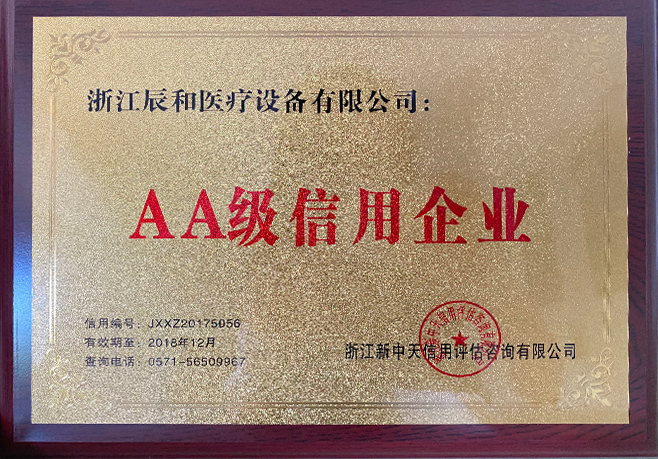 浙江辰和医疗设备有限公司：
AA级信用企业
信用编号：JXXZ20175056
有效期至：2018年12月
查询电话：0571-56509967
浙江新中天信用评估咨询有限公司